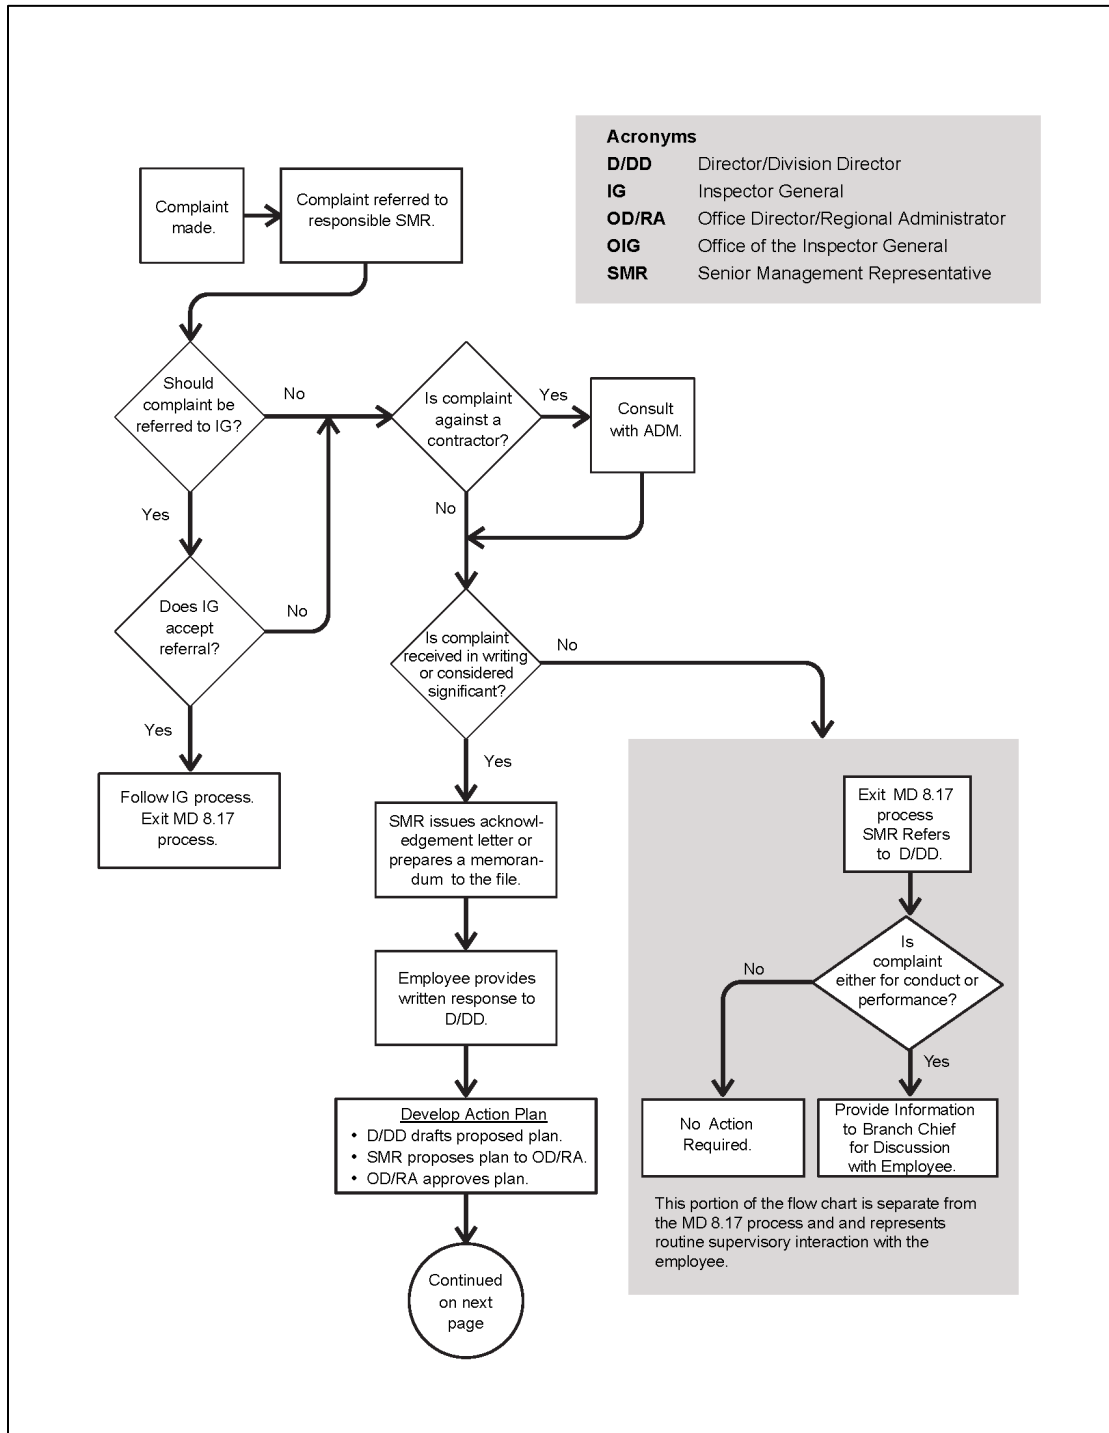 Acronyms
D/DD Director/Division Director
IG Inspector General
OD/RA Office Director/Regional Administrator
OIG Office of the Inspector General
SMR Senior Management Representative
Complaint
made.
Complaint referred to
responsible SMR.
Should
complaint be
referred to IG?
No
Yes
Is complaint
against a
contractor?
Yes
No
Consult
with ADM.
Does IG
accept
referral?
No
Yes
Follow IG process.
Exit MD 8.17
process.
Is complaint
received in writing
or considered
significant?
No
Yes
SMR issues acknowl-
edgement letter or
prepares a memoran-
dum to the file.
Employee provides
written response to
D/DD.
Develop Action Plan
• D/DD drafts proposed plan.
• SMR proposes plan to OD/RA.
• OD/RA approves plan.
Continued
on next
page
Exit MD 8.17
process
SMR Refers
to D/DD.
Is
complaint
either for conduct or
performance?
No
Yes
No Action
Required.
Provide Information
to Branch Chief
for Discussion
with Employee.
This portion of the flow chart is separate from
the MD 8.17 process and and represents
routine supervisory interaction with the
employee.